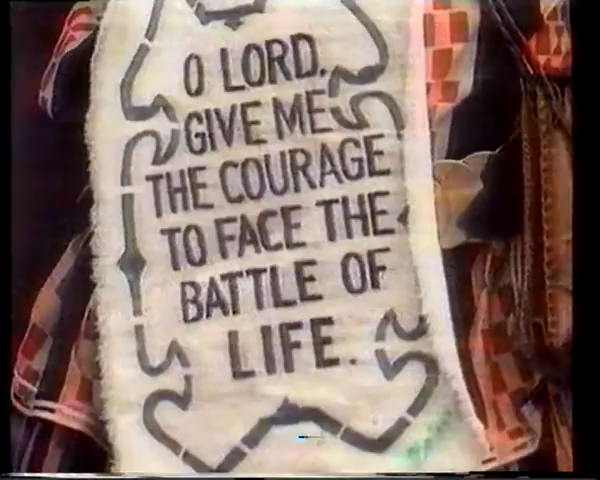 O LORD.
GIVE ME
THE COURAGE
TO FACE THE
BATTLE OF
LIFE.